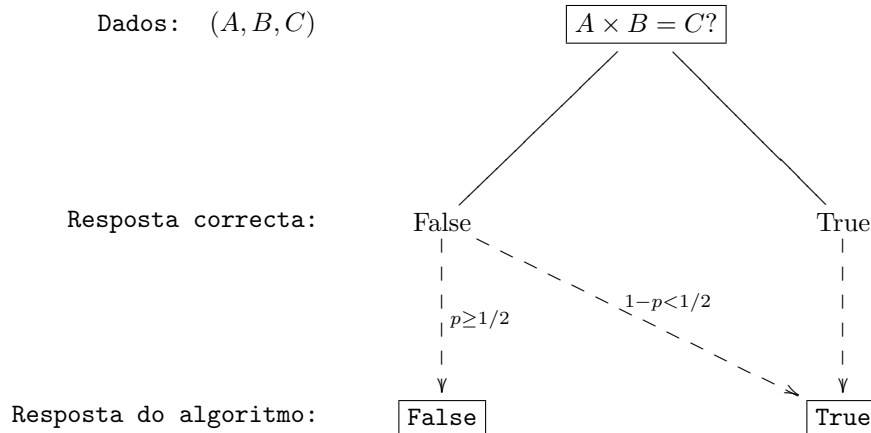 Dados: (A, B, C) A × B = C?
Resposta correcta: False True
p≥1/2 1−p<1/2
Resposta do algoritmo: False True